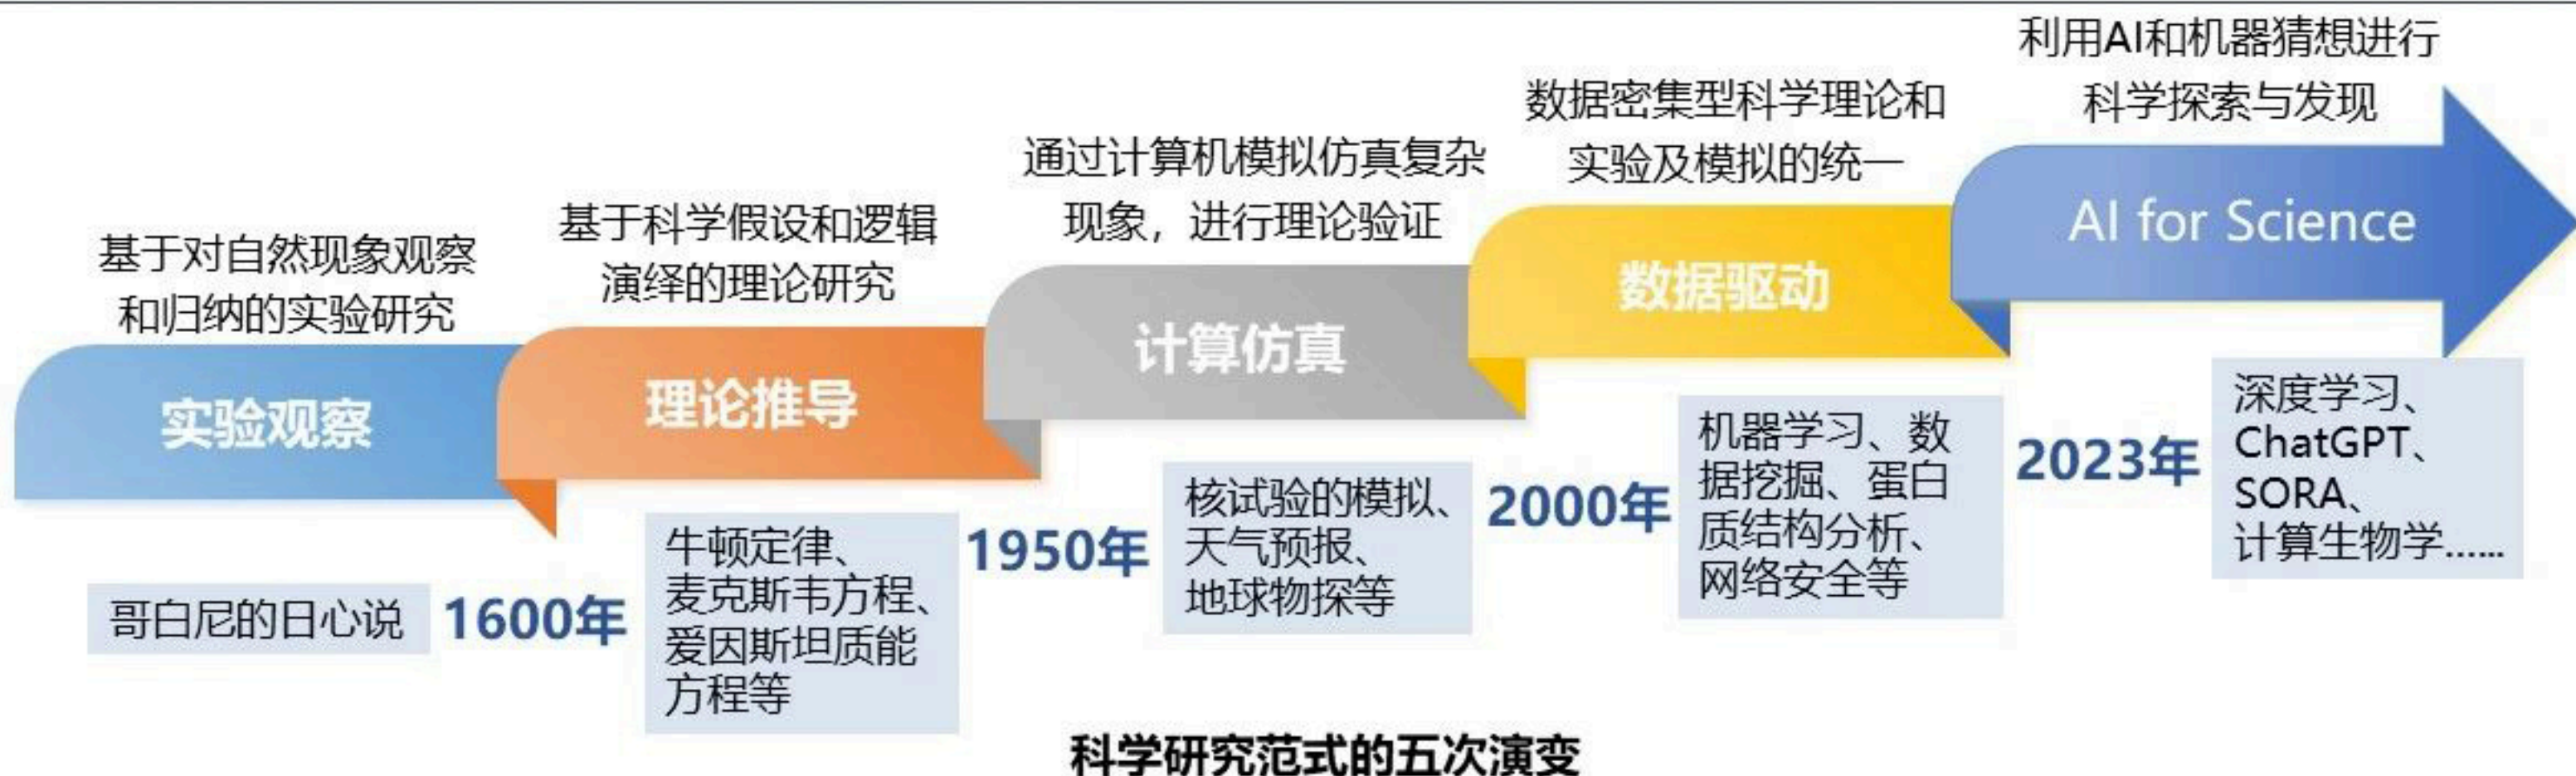 基于对自然现象观察
和归纳的实验研究
实验观察
哥白尼的日心说
1600年
基于科学假设和逻辑
演绎的理论研究
理论推导
牛顿定律、
麦克斯韦方程、
爱因斯坦质能
方程等
1950年
通过计算机模拟仿真复杂
现象，进行理论验证
计算仿真
核试验的模拟、
天气预报、
地球物探等
2000年
数据密集型科学理论和
实验及模拟的统一
数据驱动
机器学习、数
据挖掘、蛋白
质结构分析、
网络安全等
2023年
利用AI和机器猜想进行
科学探索与发现
AI for Science
深度学习、
ChatGPT、
SORA、
计算生物学......
科学研究范式的五次演变